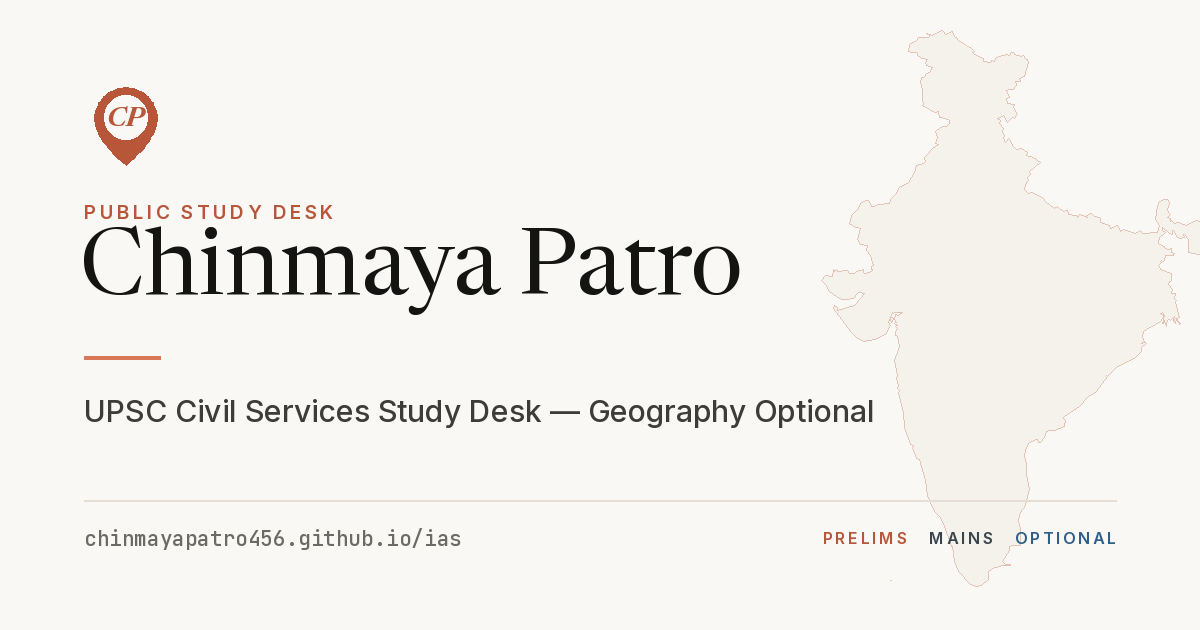 CP
PUBLIC STUDY DESK
Chinmaya Patro
UPSC Civil Services Study Desk — Geography Optional
chinmayapatro456.github.io/ias
PRELIMS MAINS OPTIONAL